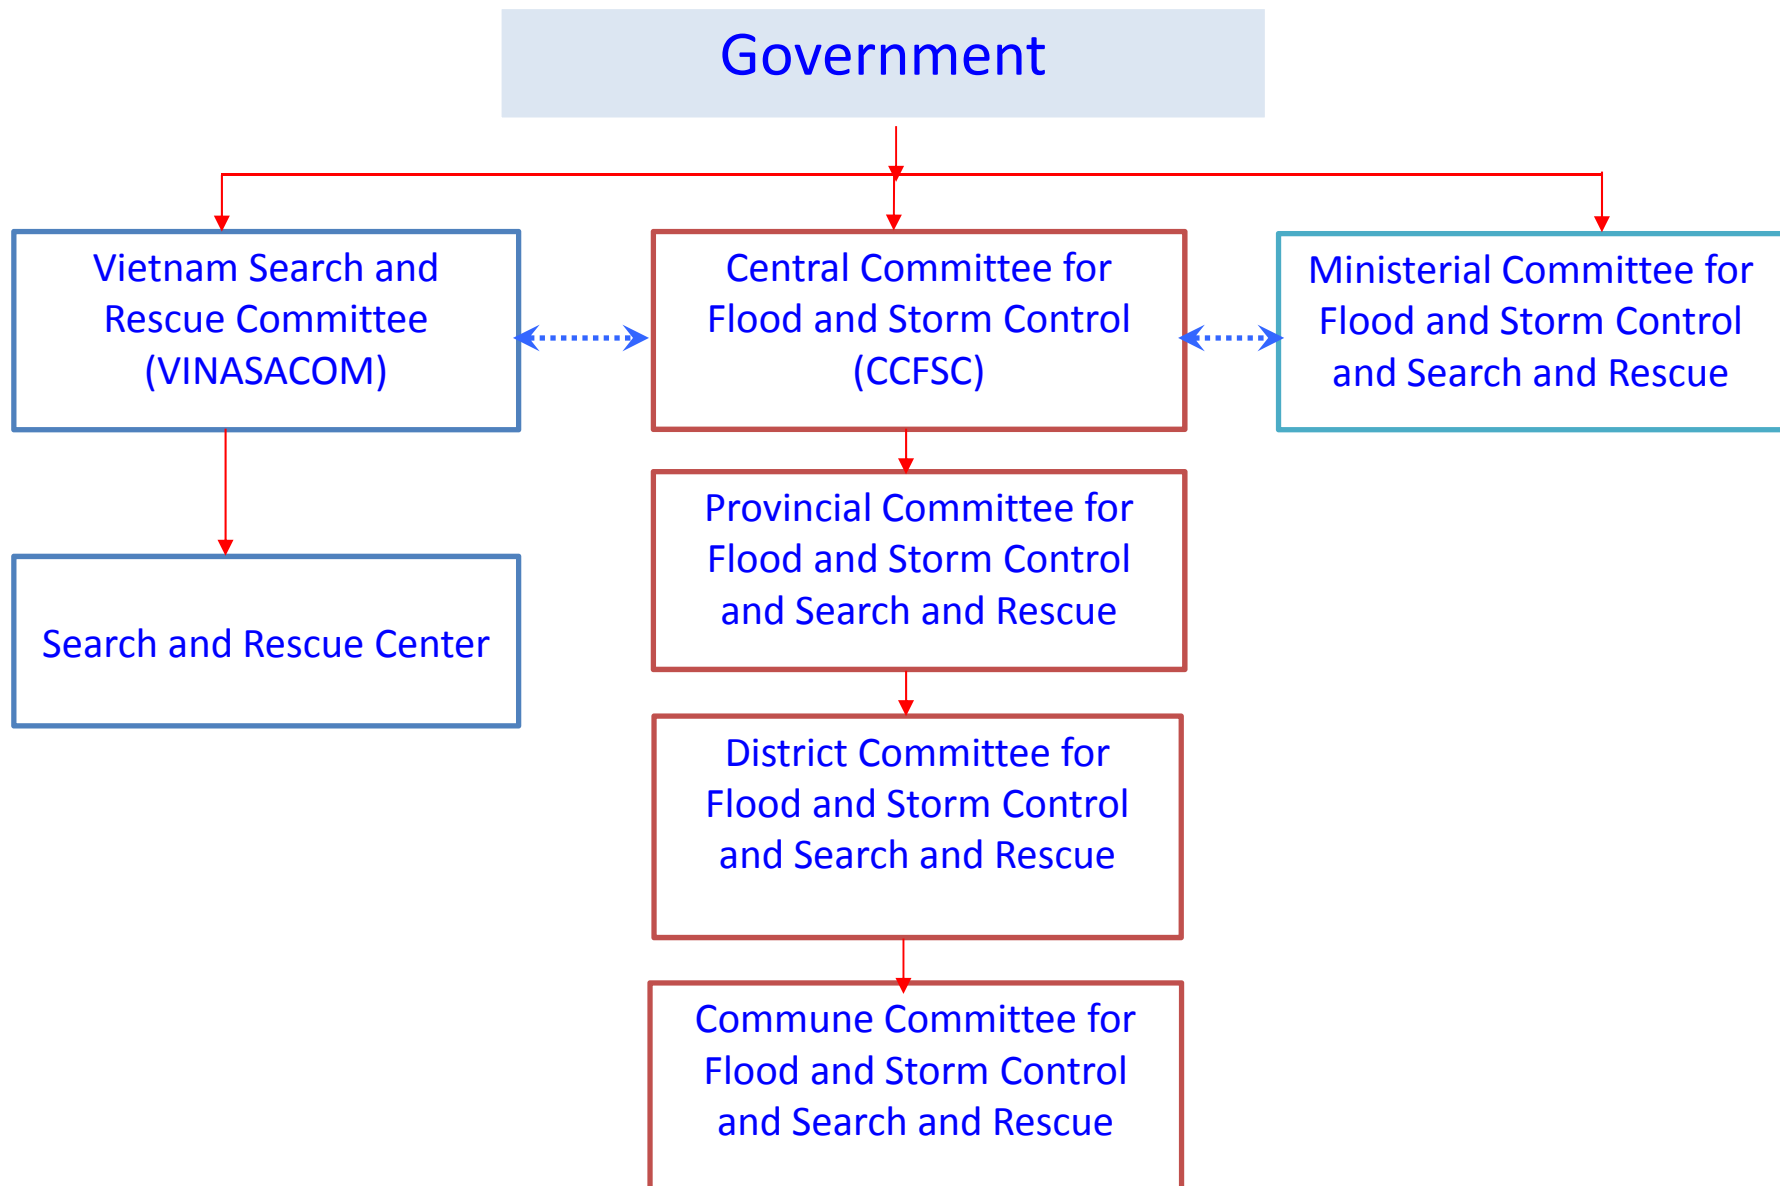 Government
Vietnam Search and
Rescue Committee
(VINASACOM)
Central Committee for
Flood and Storm Control
(CCFSC)
Ministerial Committee for
Flood and Storm Control
and Search and Rescue
Provincial Committee for
Flood and Storm Control
and Search and Rescue
Search and Rescue Center
District Committee for
Flood and Storm Control
and Search and Rescue
Commune Committee for
Flood and Storm Control
and Search and Rescue